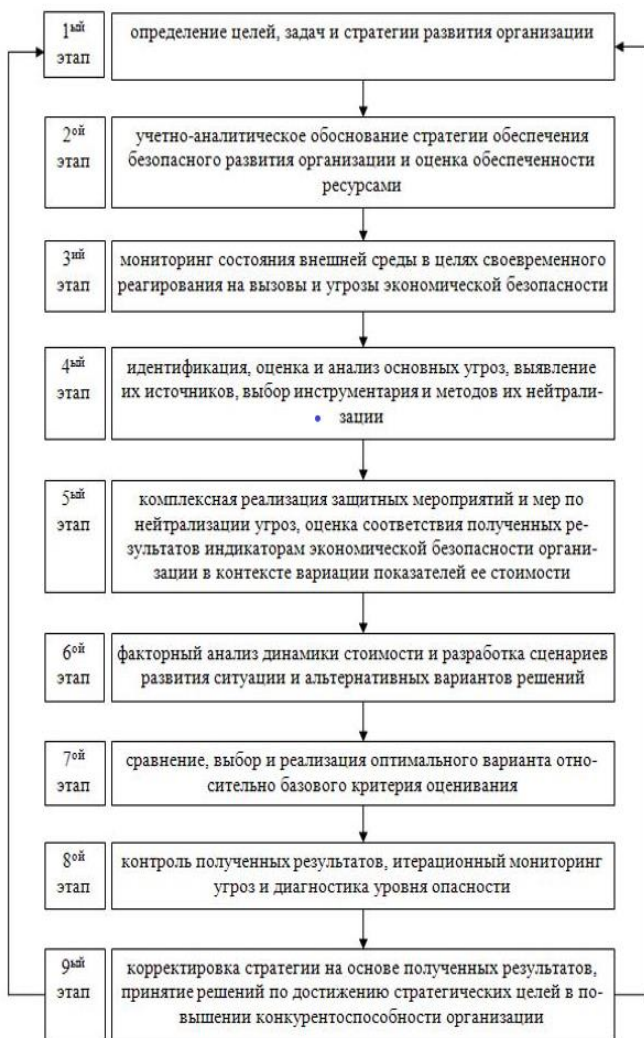 1ый определение целей, задач и стратегии развития организации
этап
2ой учетно-аналитическое обоснование стратегии обеспечения
этап безопасного развития организации и оценка обеспеченности
ресурсами
3ий мониторинг состояния внешней среды в целях своевременного
этап реагирования на вызовы и угрозы экономической безопасности
4ый идентификация, оценка и анализ основных угроз, выявление
этап их источников, выбор инструментария и методов их нейтрали-
зации
5ый комплексная реализация защитных мероприятий и мер по
этап нейтрализации угроз, оценка соответствия полученных ре-
зультатов индикаторам экономической безопасности органи-
зации в контексте вариации показателей ее стоимости
6ой факторный анализ динамики стоимости и разработка сценариев
этап развития ситуации и альтернативных вариантов решений
7ой сравнение, выбор и реализация оптимального варианта отно-
этап сительно базового критерия оценивания
8ой контроль полученных результатов, итерационный мониторинг
этап угроз и диагностика уровня опасности
9ый корректировка стратегии на основе полученных результатов,
этап принятие решений по достижению стратегических целей в по-
вышении конкурентоспособности организации